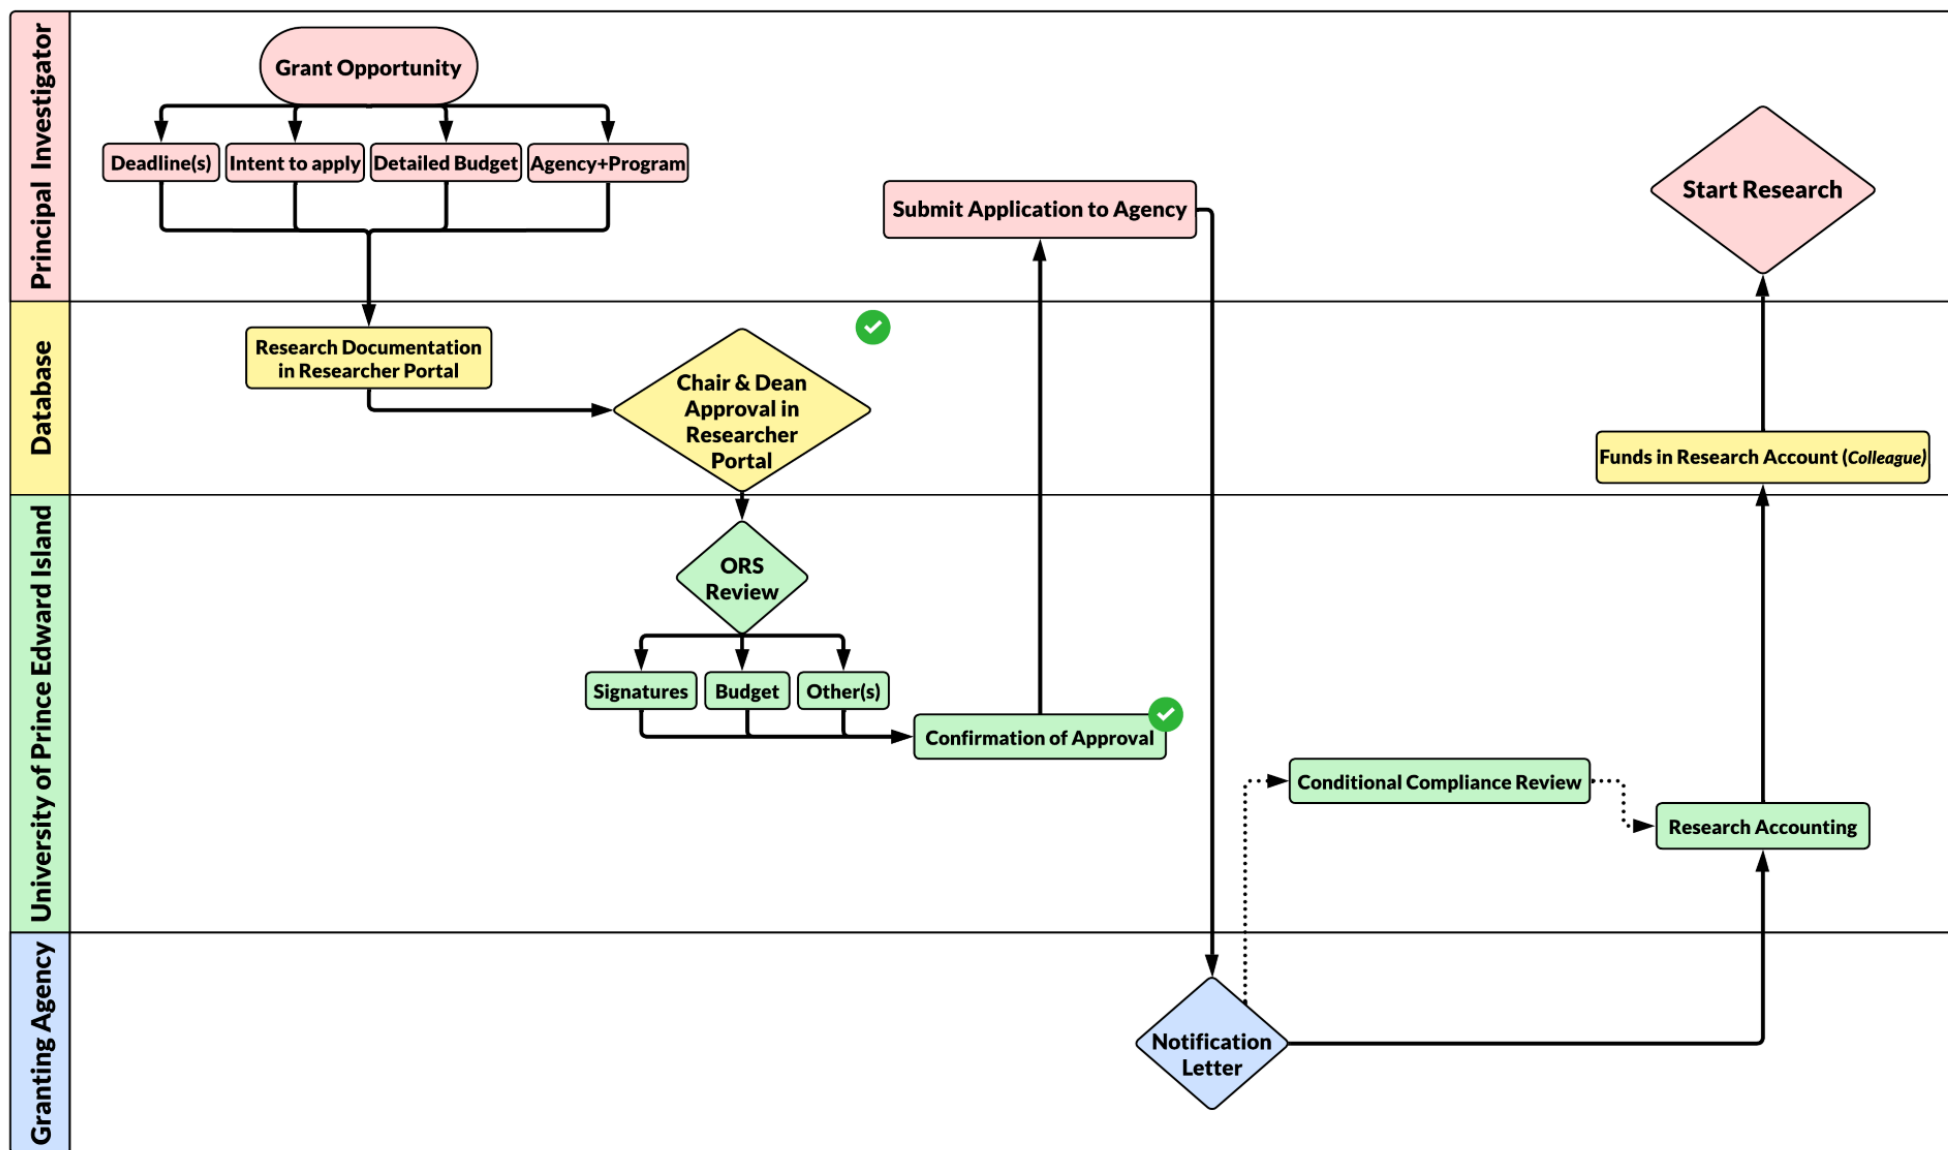 Principal Investigator
Grant Opportunity
Deadline(s)
Intent to apply
Detailed Budget
Agency+Program
Submit Application to Agency
Start Research
Database
Research Documentation
in Researcher Portal
Chair & Dean
Approval in
Researcher
Portal
Funds in Research Account (Colleague)
University of Prince Edward Island
ORS
Review
Signatures
Budget
Other(s)
Confirmation of Approval
Conditional Compliance Review
Research Accounting
Granting Agency
Notification
Letter